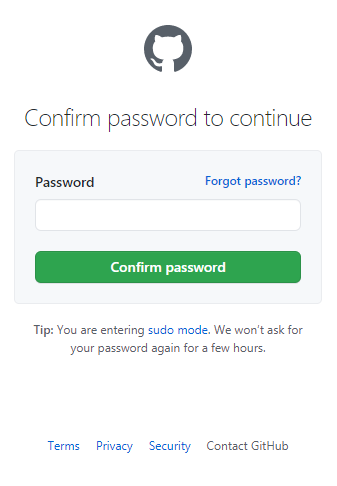 Confirm password to continue
Password Forgot password?
Confirm password
Tip: You are entering sudo mode. We won't ask for
your password again for a few hours.
Terms Privacy Security Contact GitHub